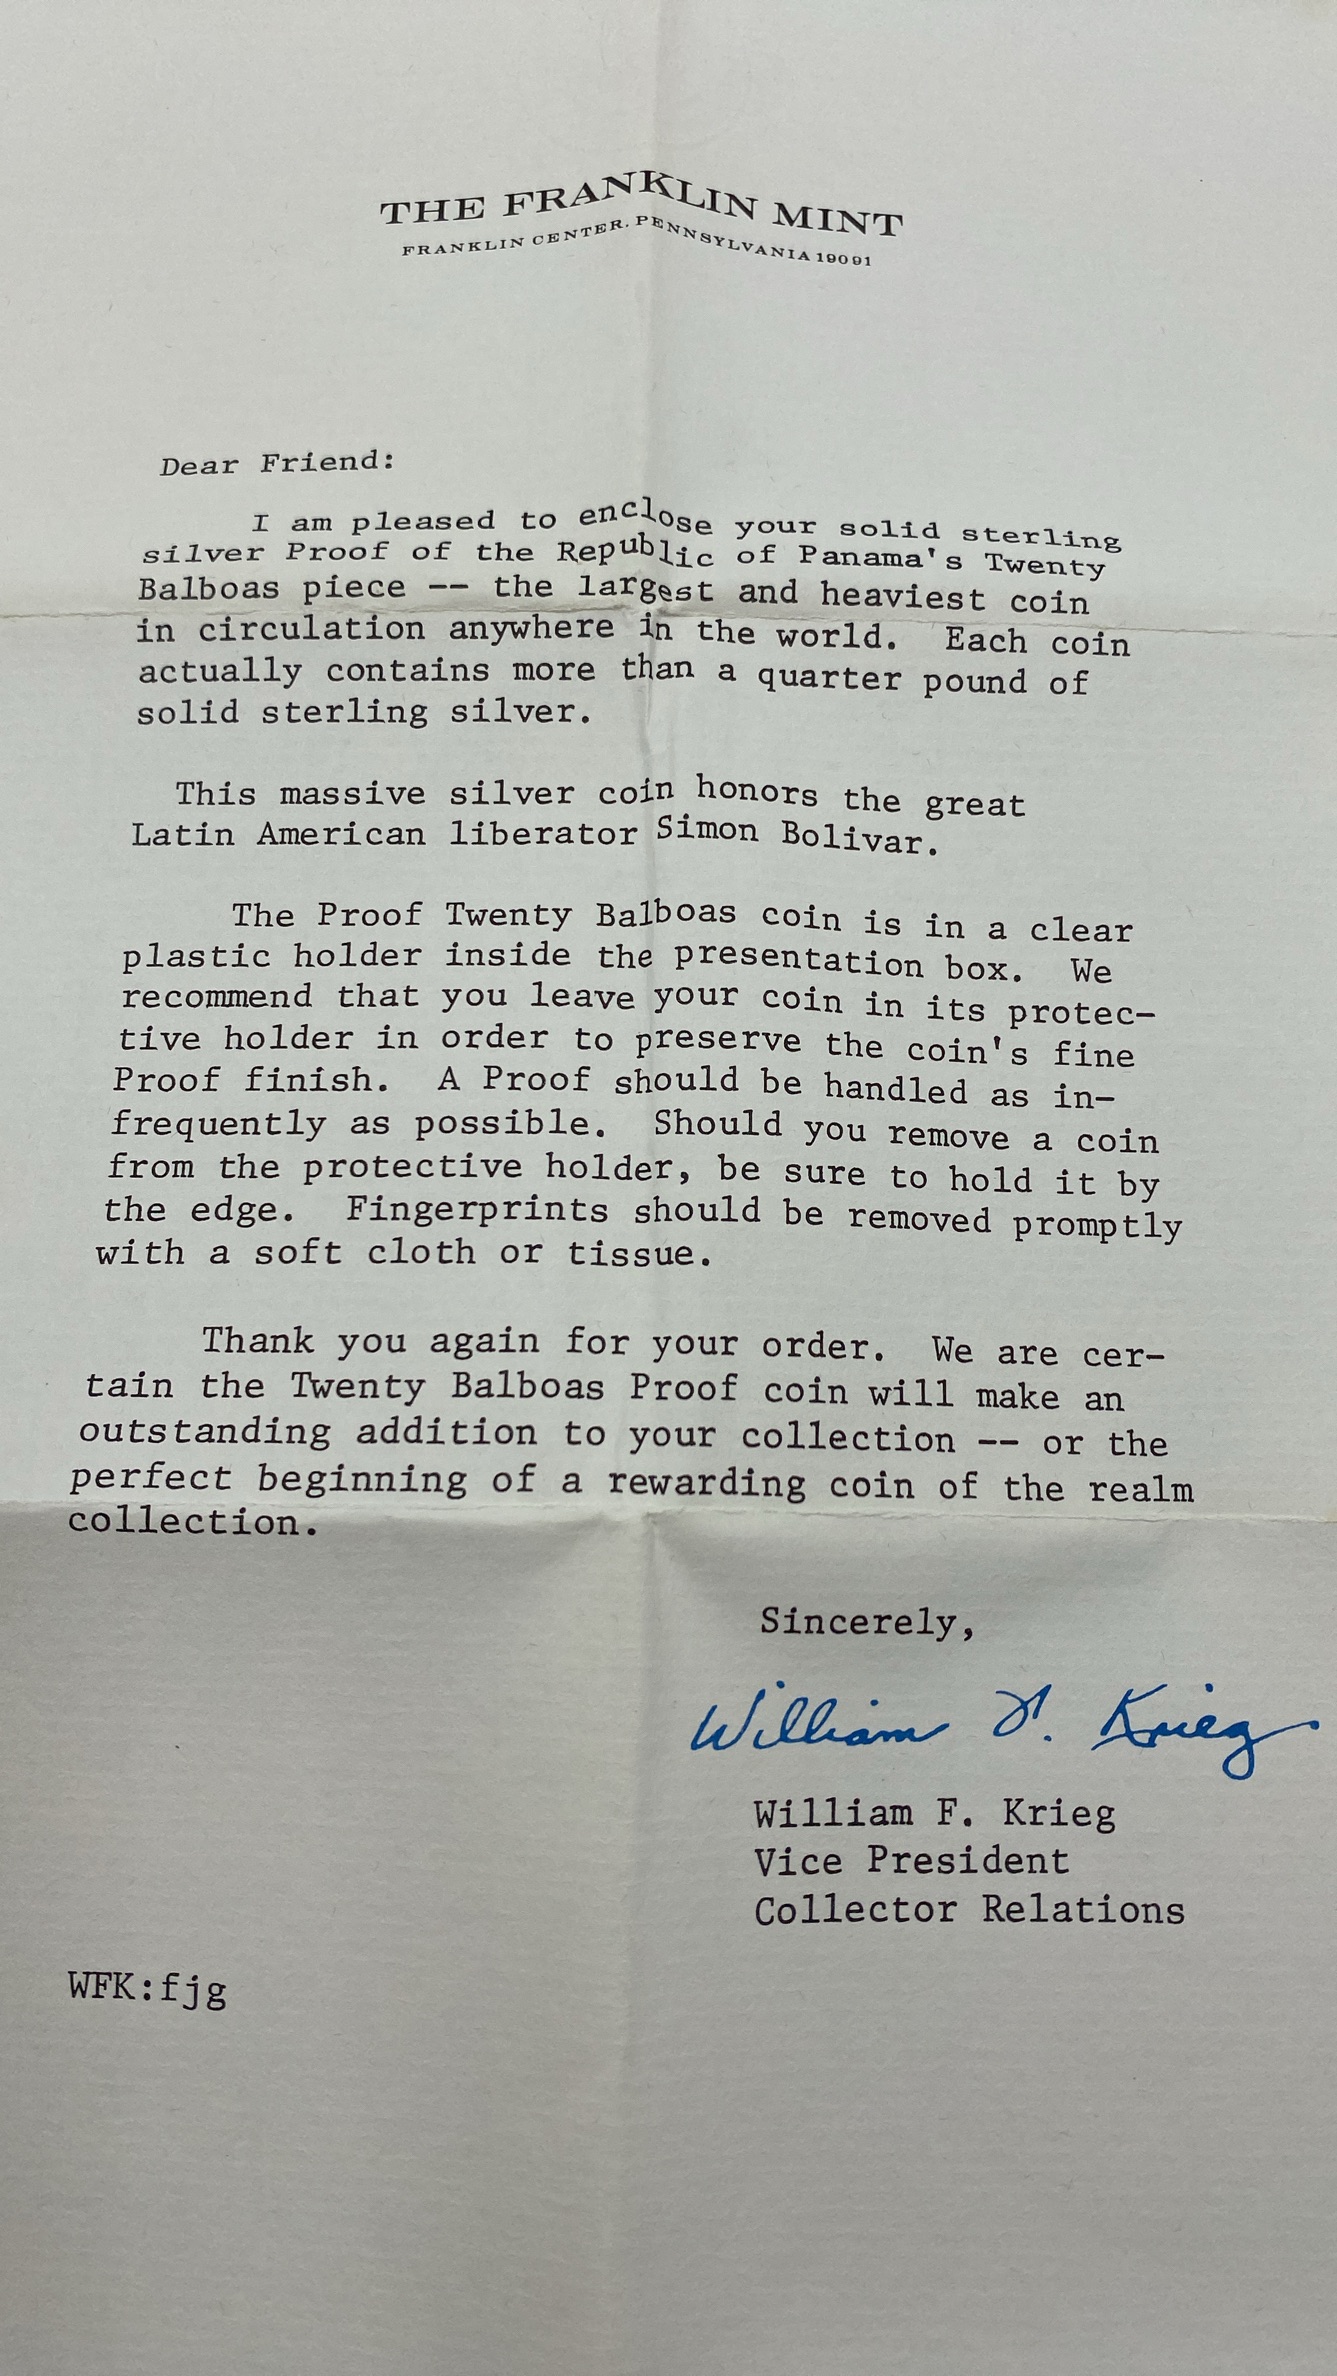 THE FRANKLIN MINT
FRANKLIN CENTER, PENNSYLVANIA 19091
Dear Friend:
I am pleased to enclose your solid sterling
silver Proof of the Republic of Panama's Twenty
Balboas piece -- the largest and heaviest coin
in circulation anywhere in the world. Each coin
actually contains more than a quarter pound of
solid sterling silver.
This massive silver coin honors the great
Latin American liberator Simon Bolivar.
The Proof Twenty Balboas coin is in a clear
plastic holder inside the presentation box. We
recommend that you leave your coin in its protec-
tive holder in order to preserve the coin's fine
Proof finish. A Proof should be handled as in-
frequently as possible. Should you remove a coin
from the protective holder, be sure to hold it by
the edge. Fingerprints should be removed promptly
with a soft cloth or tissue.
Thank you again for your order. We are cer-
tain the Twenty Balboas Proof coin will make an
outstanding addition to your collection -- or the
perfect beginning of a rewarding coin of the realm
collection.
Sincerely,
William F. Krieg
William F. Krieg
Vice President
Collector Relations
WFK:fjg